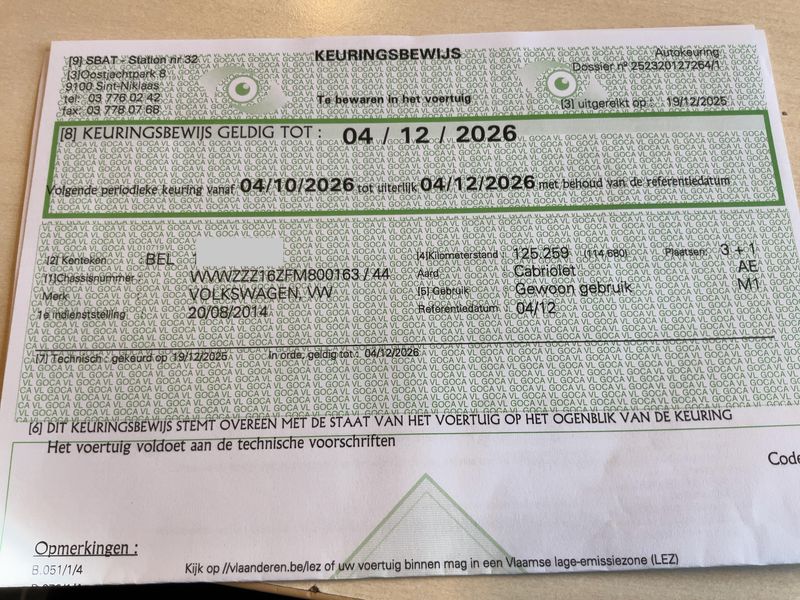 [9] SBAT - Station nr 32
KEURINGSBEWIJS
Autokeuring
[3]Oostjachtpark 8
Dossier n° 252320127264/1
9100 Sint-Niklaas
tel: 03 776 02 42
Te bewaren in het voertuig
[3] uitgereikt op : 19/12/2025
fax: 03 778 07 68
[8] KEURINGSBEWIJS GELDIG TOT : 04 / 12 / 2026
Volgende periodieke keuring vanaf 04/10/2026 tot uiterlijk 04/12/2026 met behoud van de referentiedatum
[2] Kenteken : BEL 1
[4]Kilometerstand : 125.259 (114.680) Plaatsen: 3 + 1
[1]Chassisnummer : WVWZZZ16ZFM800163 / 44
Aard : Cabriolet AE
Merk : VOLKSWAGEN, VW
[5] Gebruik : Gewoon gebruik M1
1e indienststelling : 20/08/2014
Referentiedatum : 04/12
[7] Technisch : gekeurd op 19/12/2025 In orde, geldig tot : 04/12/2026
[6] DIT KEURINGSBEWIJS STEMT OVEREEN MET DE STAAT VAN HET VOERTUIG OP HET OGENBLIK VAN DE KEURING
Het voertuig voldoet aan de technische voorschriften
Code
Opmerkingen :
B.051/1/4
Kijk op //vlaanderen.be/lez of uw voertuig binnen mag in een Vlaamse lage-emissiezone (LEZ)